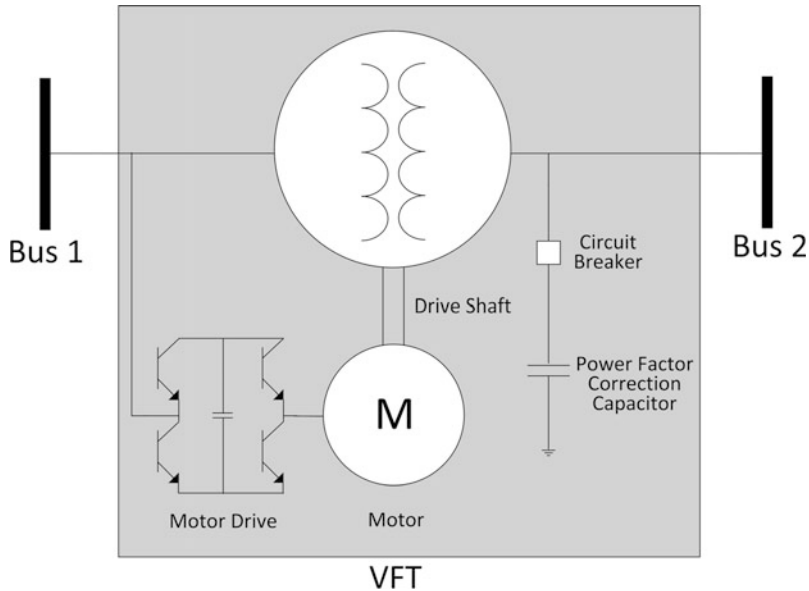 Bus 1
Bus 2
Circuit
Breaker
Drive Shaft
Power Factor
Correction
Capacitor
M
Motor Drive
Motor
VFT